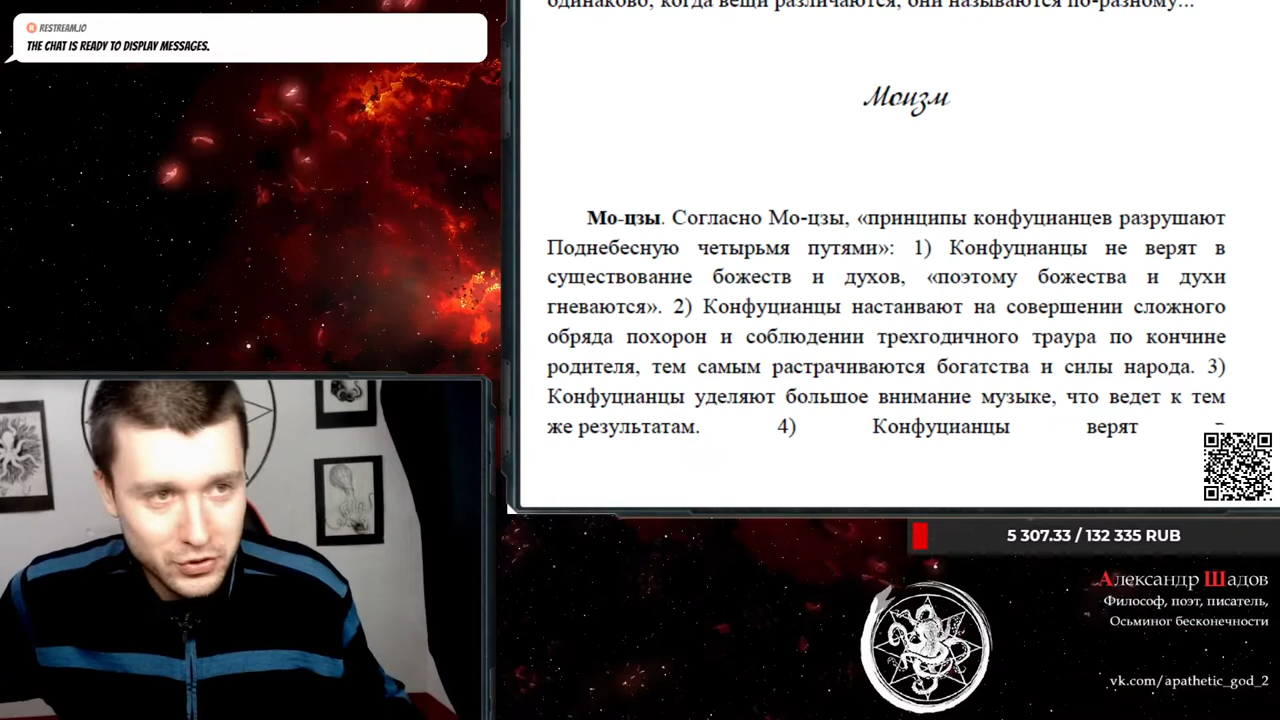 RESTREAM.IO
THE CHAT IS READY TO DISPLAY MESSAGES.
одинаково, когда вещи различаются, они называются по-разному...
Моизм
Мо-цзы. Согласно Мо-цзы, «принципы конфуцианцев разрушают
Поднебесную четырьмя путями»: 1) Конфуцианцы не верят в
существование божеств и духов, «поэтому божества и духи
гневаются». 2) Конфуцианцы настаивают на совершении сложного
обряда похорон и соблюдении трехгодичного траура по кончине
родителя, тем самым растрачиваются богатства и силы народа. 3)
Конфуцианцы уделяют большое внимание музыке, что ведет к тем
же результатам. 4) Конфуцианцы верят
5 307.33 / 132 335 RUB
Александр Шадов
Философ, поэт, писатель,
Осьминог бесконечности
vk.com/apathetic_god_2